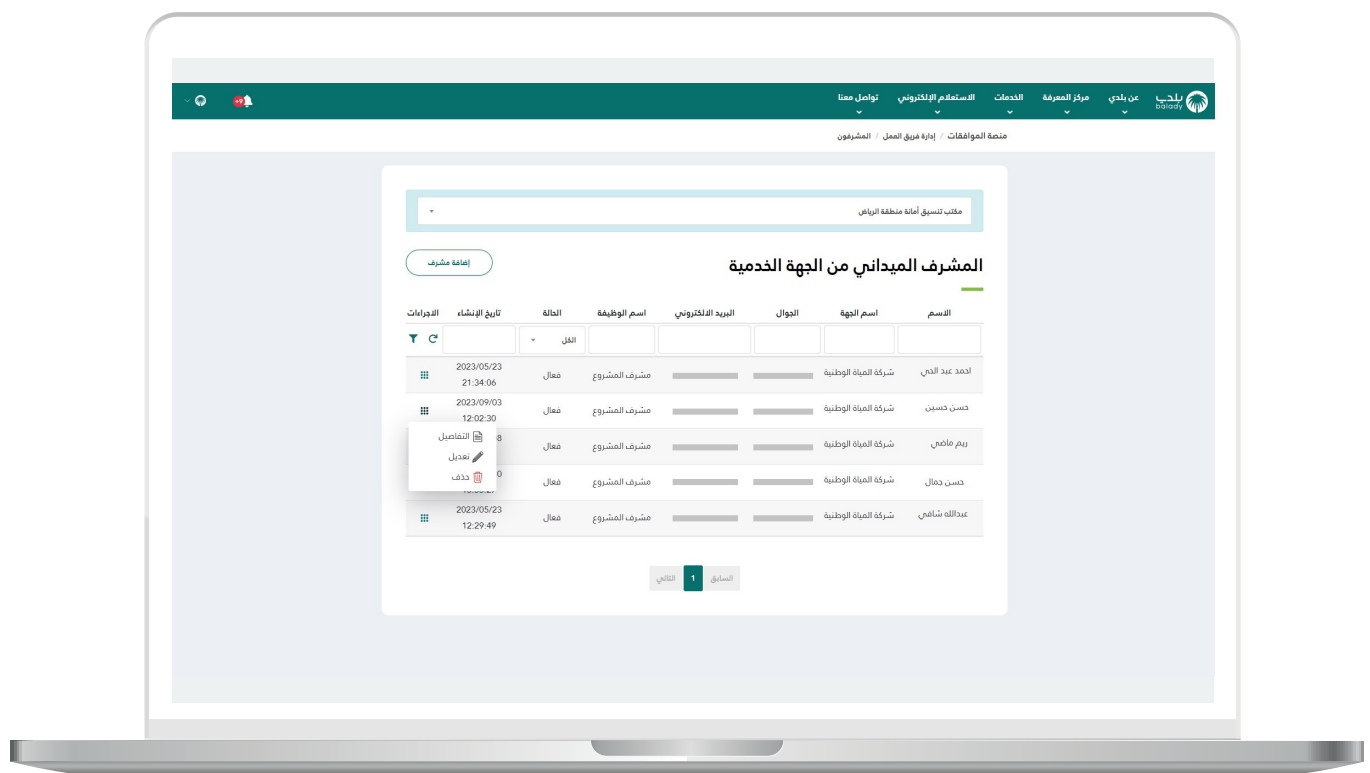 بلدي
balady
عن بلدي
مركز المعرفة
الخدمات
الاستعلام الإلكتروني
تواصل معنا
+9
منصة الموافقات / إدارة فريق العمل / المشرفون
مكتب تنسيق أمانة منطقة الرياض
المشرف الميداني من الجهة الخدمية
إضافة مشرف
الاسم اسم الجهة الجوال البريد الالكتروني اسم الوظيفة الحالة تاريخ الإنشاء الاجراءات
الكل
احمد عبد الحي شركة المياة الوطنية مشرف المشروع فعال 2023/05/23 21:34:06
حسن حسين شركة المياة الوطنية مشرف المشروع فعال 2023/09/03 12:02:30
ريم ماضي شركة المياة الوطنية مشرف المشروع فعال
حسن جمال شركة المياة الوطنية مشرف المشروع فعال
عبدالله شافي شركة المياة الوطنية مشرف المشروع فعال 2023/05/23 12:29:49
التفاصيل
تعديل
حذف
السابق 1 التالي